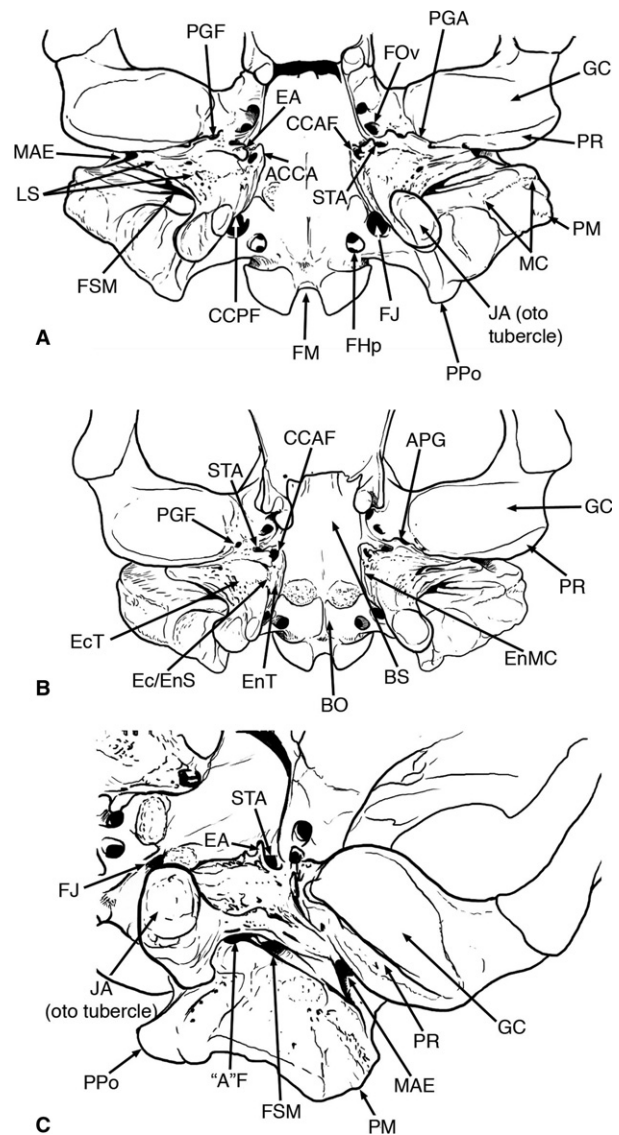 PGF
PGA
FOv
GC
EA
CCAF
MAE
PR
ACCA
LS
STA
PM
MC
FSM
CCPF
FJ
JA (oto
tubercle)
FM
FHp
PPo
A
CCAF
STA
APG
PGF
GC
PR
EcT
Ec/EnS
EnT
BO
BS
EnMC
B
STA
EA
FJ
JA
(oto tubercle)
GC
PR
PPo
"A"F
FSM
MAE
PM
C